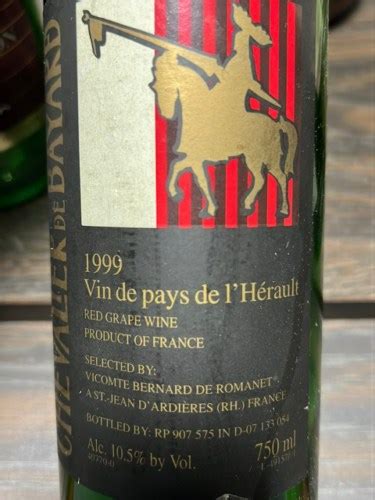 CHEVALIER DE BAYARD
1999
Vin de pays de l'Hérault
RED GRAPE WINE
PRODUCT OF FRANCE
SELECTED BY:
VICOMTE BERNARD DE ROMANET
A ST.-JEAN D'ARDIÈRES (RH.) FRANCE
BOTTLED BY: RP 907 575 IN D-07 133 054
Alc. 10.5% by Vol.
750 ml